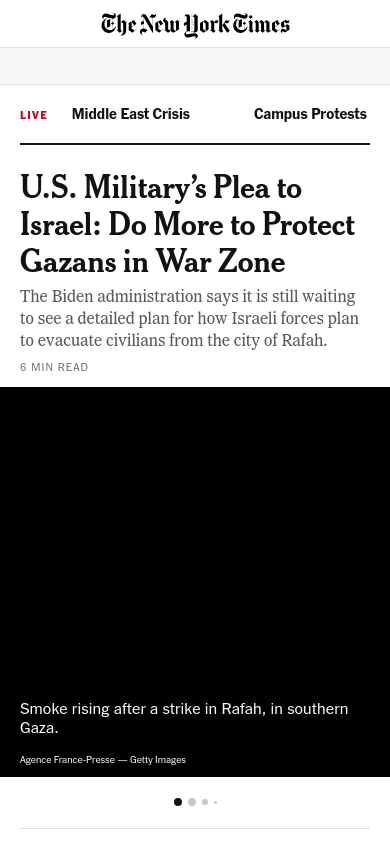 The New York Times
LIVE Middle East Crisis Campus Protests
U.S. Military’s Plea to
Israel: Do More to Protect
Gazans in War Zone
The Biden administration says it is still waiting
to see a detailed plan for how Israeli forces plan
to evacuate civilians from the city of Rafah.
6 MIN READ
Smoke rising after a strike in Rafah, in southern
Gaza.
Agence France-Presse — Getty Images